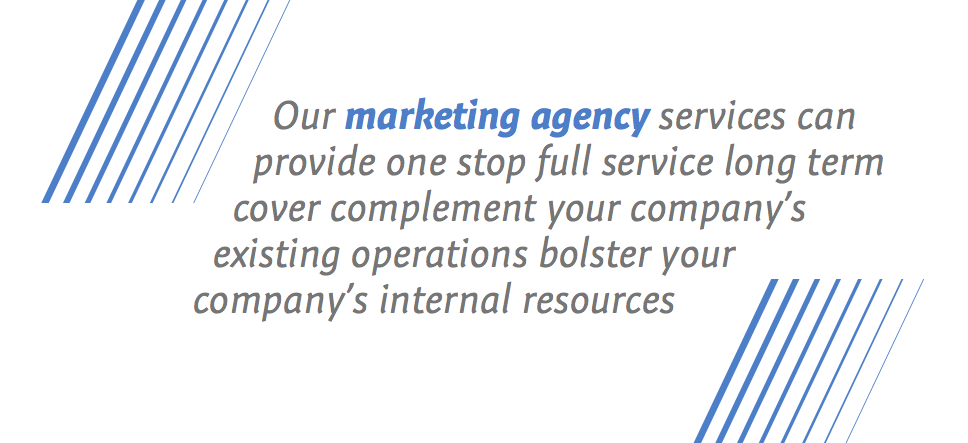 Our marketing agency services can
provide one stop full service long term
cover complement your company’s
existing operations bolster your
company’s internal resources